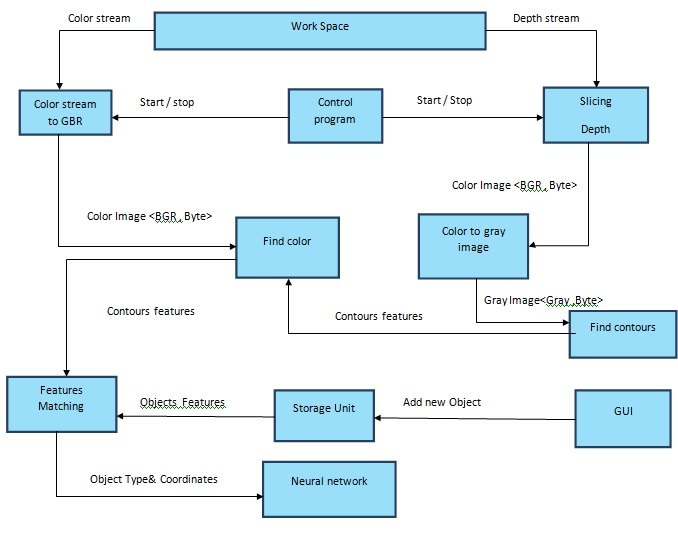 Color stream
Work Space
Depth stream
Color stream
to GBR
Start / stop
Control
program
Start / Stop
Slicing
Depth
Color Image <BGR , Byte>
Color Image <BGR , Byte>
Find color
Color to gray
image
Gray Image<Gray ,Byte>
Contours features
Contours features
Find contours
Features
Matching
Objects Features
Storage Unit
Add new Object
GUI
Object Type& Coordinates
Neural network